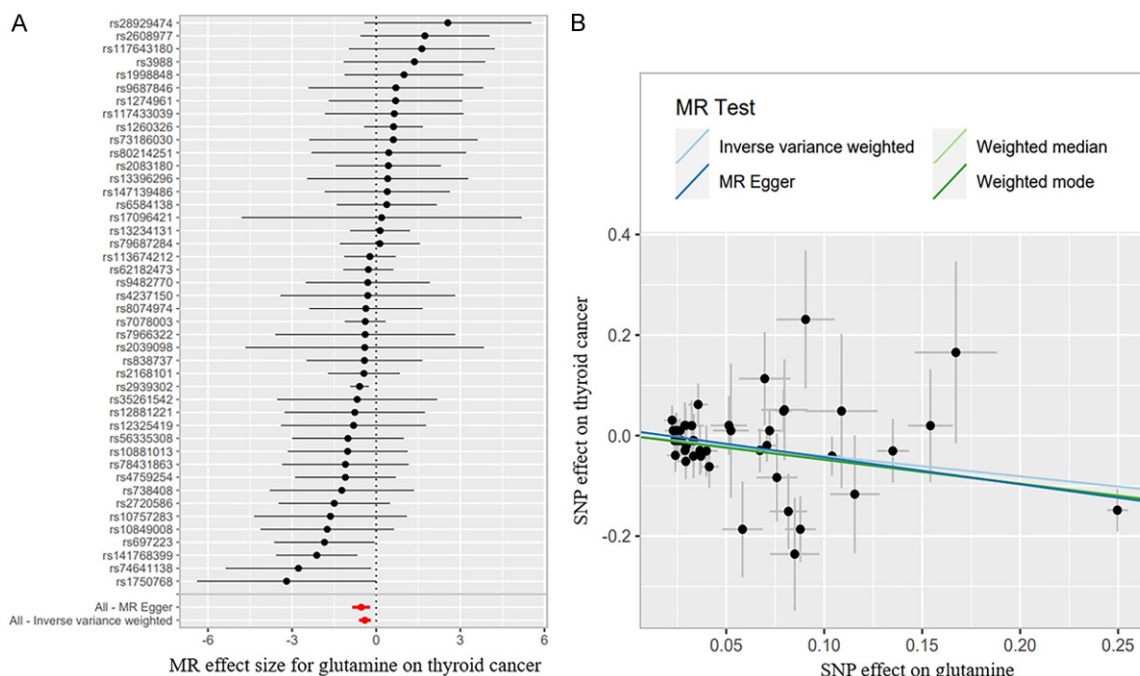 A
rs28929474
rs2608977
rs117643180
rs3988
rs1998848
rs9687846
rs1274961
rs117433039
rs1260326
rs73186030
rs80214251
rs2083180
rs13396296
rs147139486
rs6584138
rs17096421
rs13234131
rs79687284
rs113674212
rs62182473
rs9482770
rs4237150
rs8074974
rs7078003
rs7966322
rs2039098
rs838737
rs2168101
rs2939302
rs35261542
rs12881221
rs12325419
rs56335308
rs10881013
rs78431863
rs4759254
rs738408
rs2720586
rs10757283
rs10849008
rs697223
rs141768399
rs74641138
rs1750768
All - MR Egger
All - Inverse variance weighted
-6 -3 0 3 6
MR effect size for glutamine on thyroid cancer
B
MR Test
Inverse variance weighted
Weighted median
MR Egger
Weighted mode
SNP effect on thyroid cancer
0.4
0.2
0.0
-0.2
0.05 0.10 0.15 0.20 0.25
SNP effect on glutamine